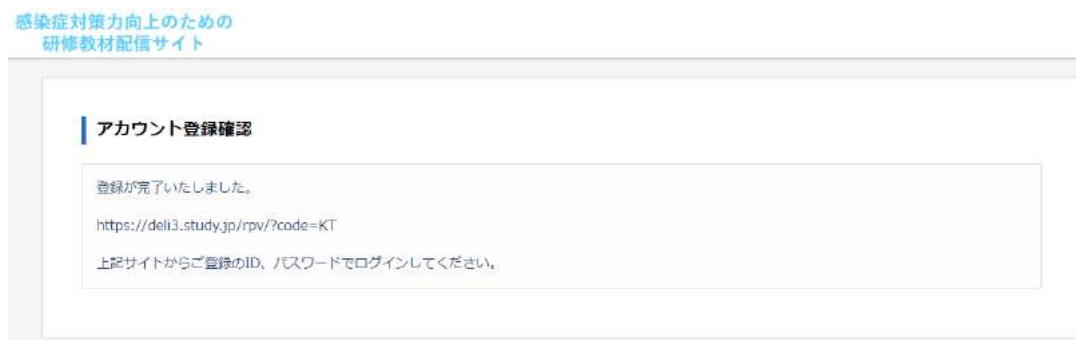 感染症対策力向上のための
研修教材配信サイト
アカウント登録確認
登録が完了いたしました。
https://deli3.study.jp/rpv/?code=KT
上記サイトからご登録のID、パスワードでログインしてください。